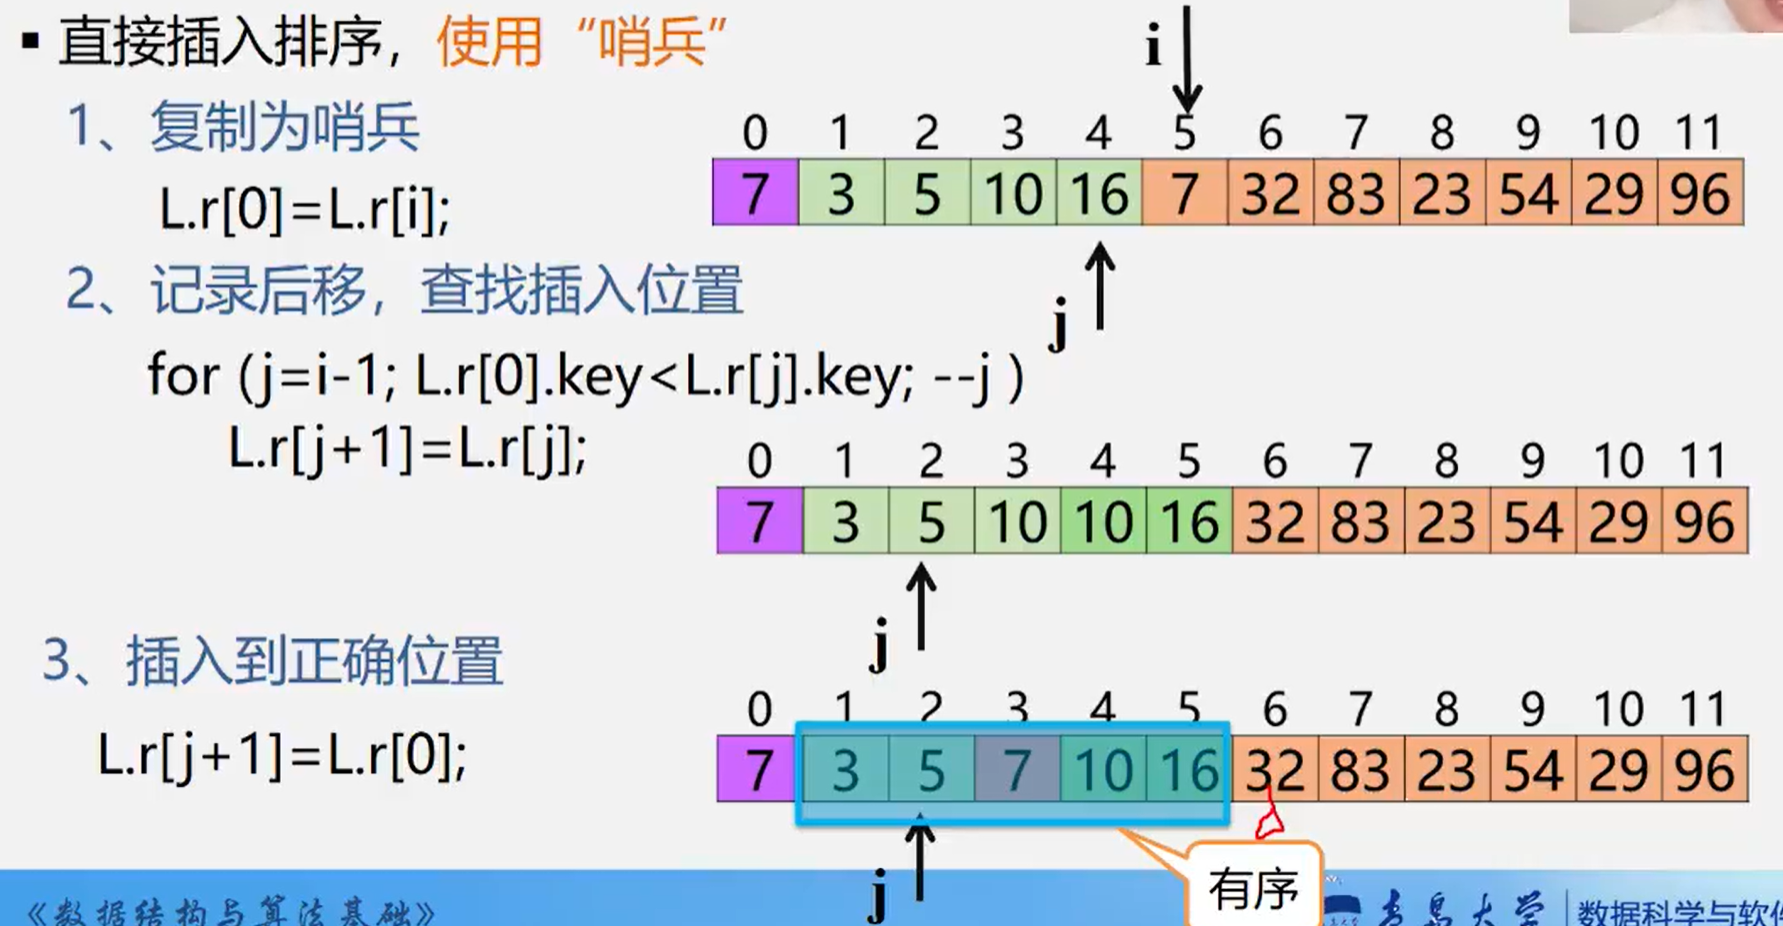 ▪ 直接插入排序，使用“哨兵”
i
1、复制为哨兵
0 1 2 3 4 5 6 7 8 9 10 11
7 3 5 10 16 7 32 83 23 54 29 96
L.r[0]=L.r[i];
2、记录后移，查找插入位置
j
for (j=i-1; L.r[0].key<L.r[j].key; --j )
L.r[j+1]=L.r[j];
0 1 2 3 4 5 6 7 8 9 10 11
7 3 5 10 10 16 32 83 23 54 29 96
j
3、插入到正确位置
0 1 2 3 4 5 6 7 8 9 10 11
7 3 5 7 10 16 32 83 23 54 29 96
L.r[j+1]=L.r[0];
j
有序
《数据结构与算法基础》
青岛大学 数据科学与软件